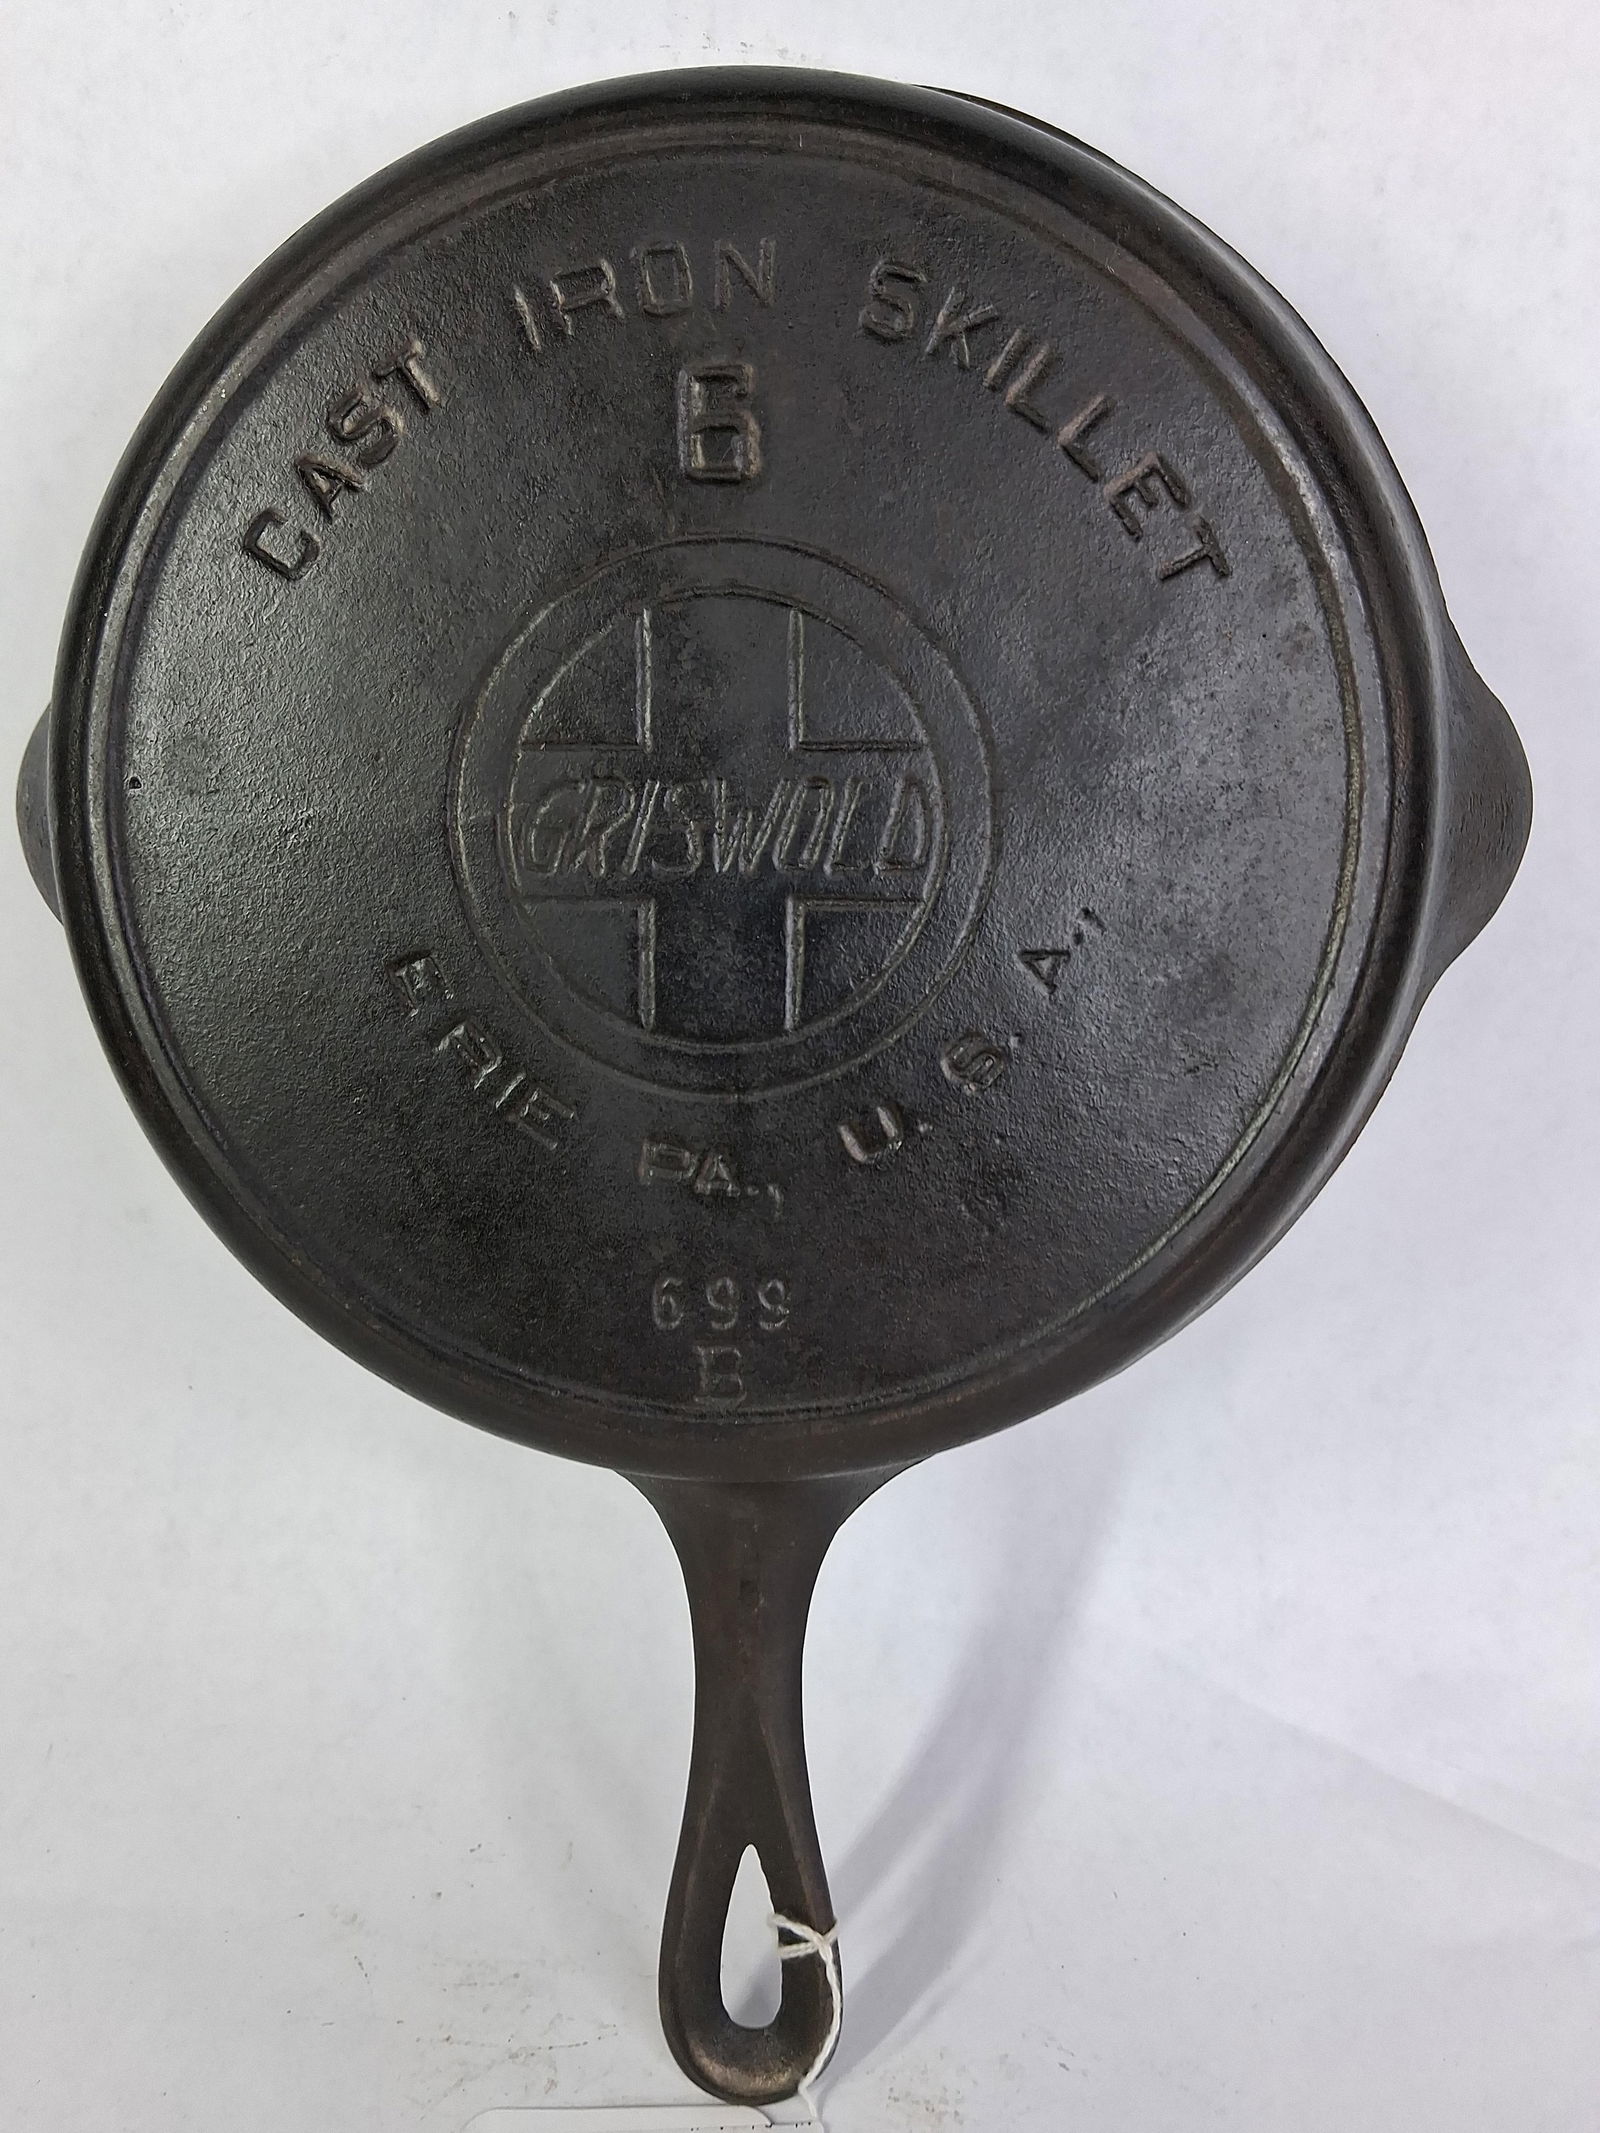 CAST IRON SKILLET
6
GRISWOLD
ERIE PA., U.S.A.,
699
B